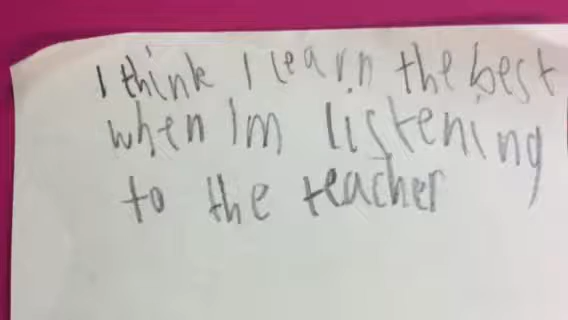 I think I learn the best
when Im listening
to the teacher